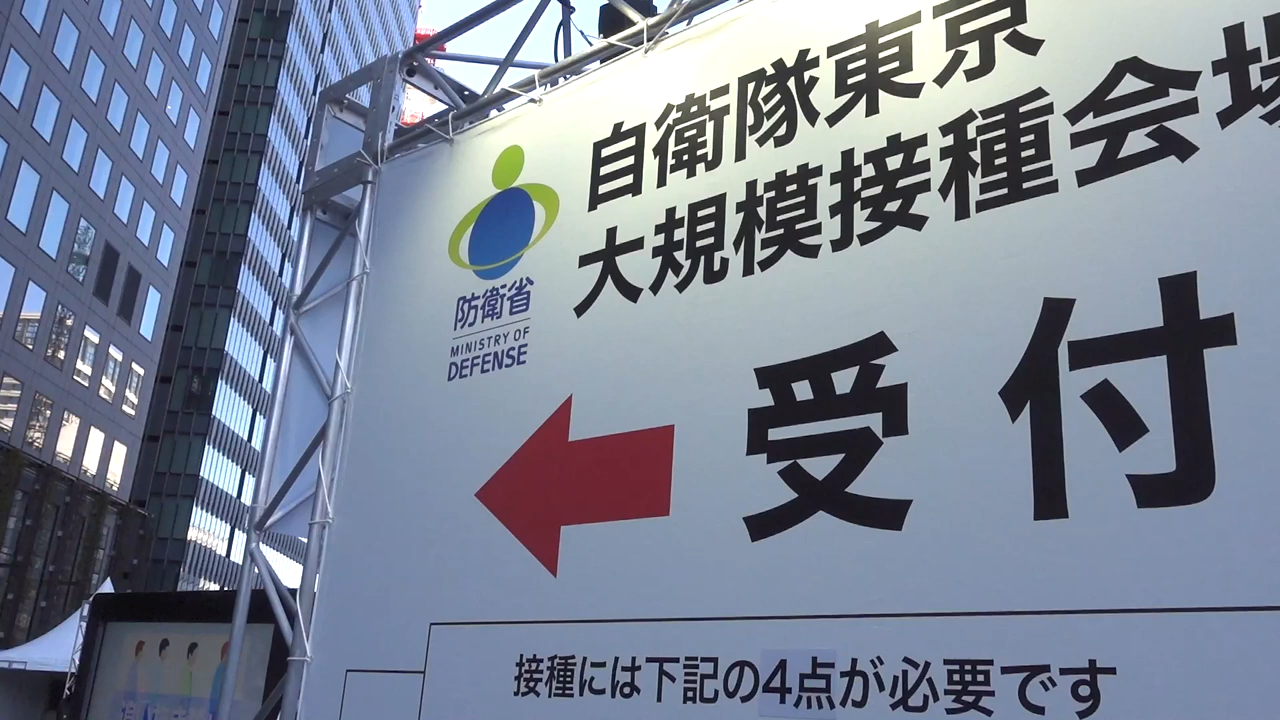 自衛隊東京
大規模接種会場
防衛省
MINISTRY OF
DEFENSE
受付
接種には下記の4点が必要です